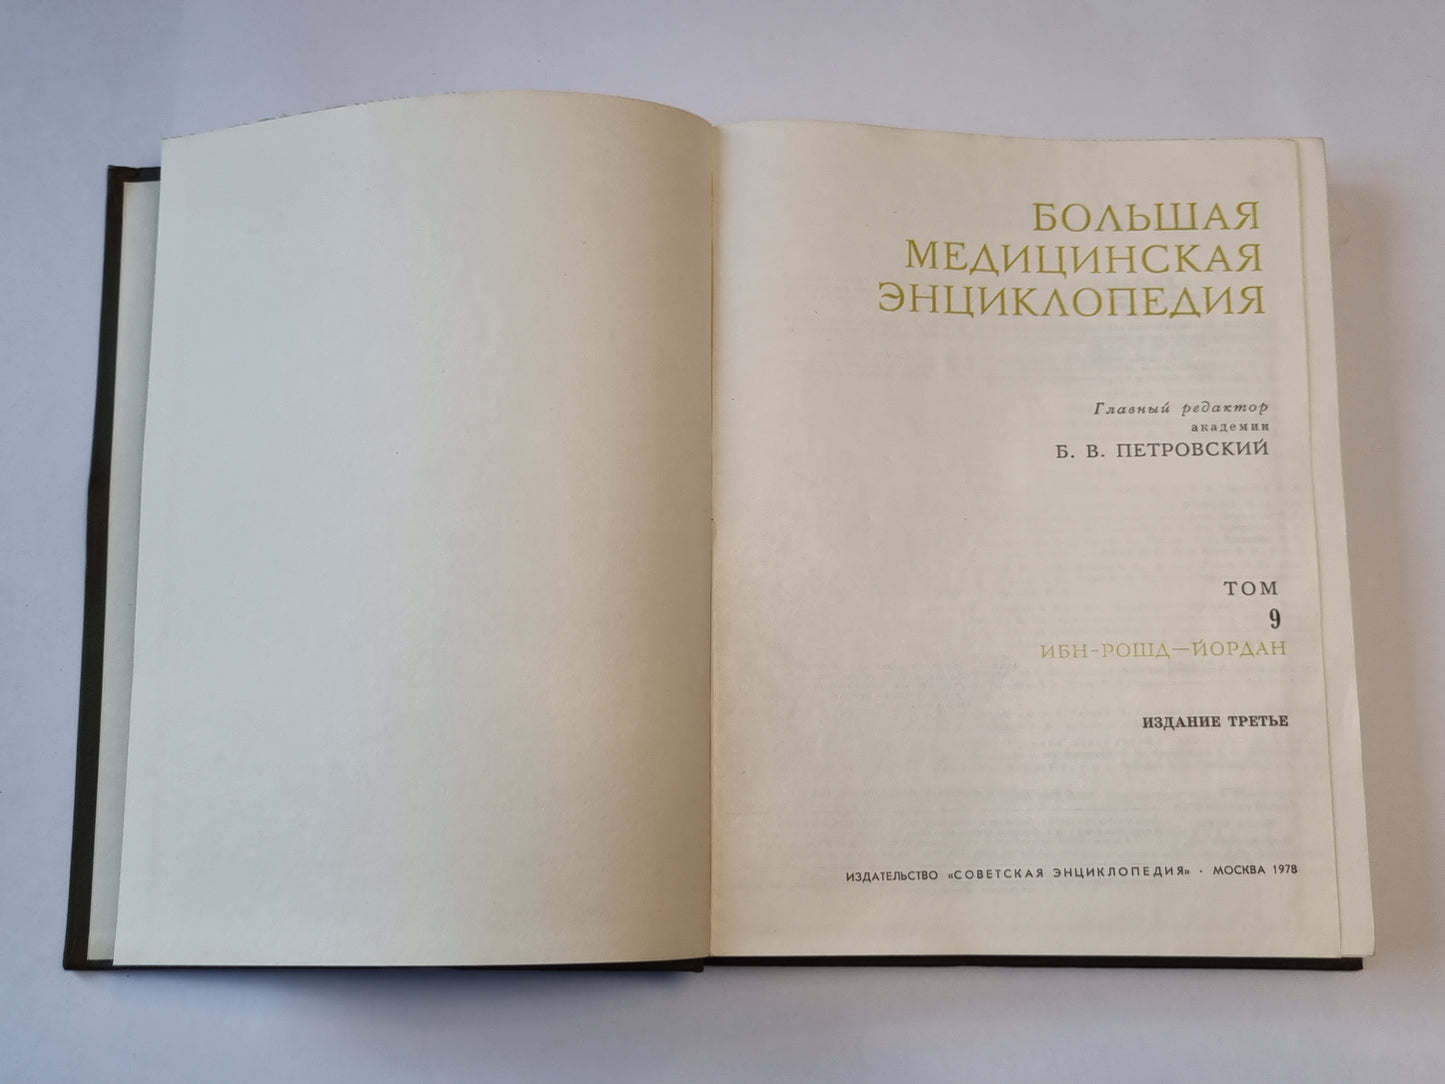 БОЛЬШАЯ
МЕДИЦИНСКАЯ
ЭНЦИКЛОПЕДИЯ
Главный редактор
академик
Б. В. ПЕТРОВСКИЙ
ТОМ
9
ИБН-РОШД—ЙОРДАН
ИЗДАНИЕ ТРЕТЬЕ
ИЗДАТЕЛЬСТВО «СОВЕТСКАЯ ЭНЦИКЛОПЕДИЯ» · МОСКВА 1978